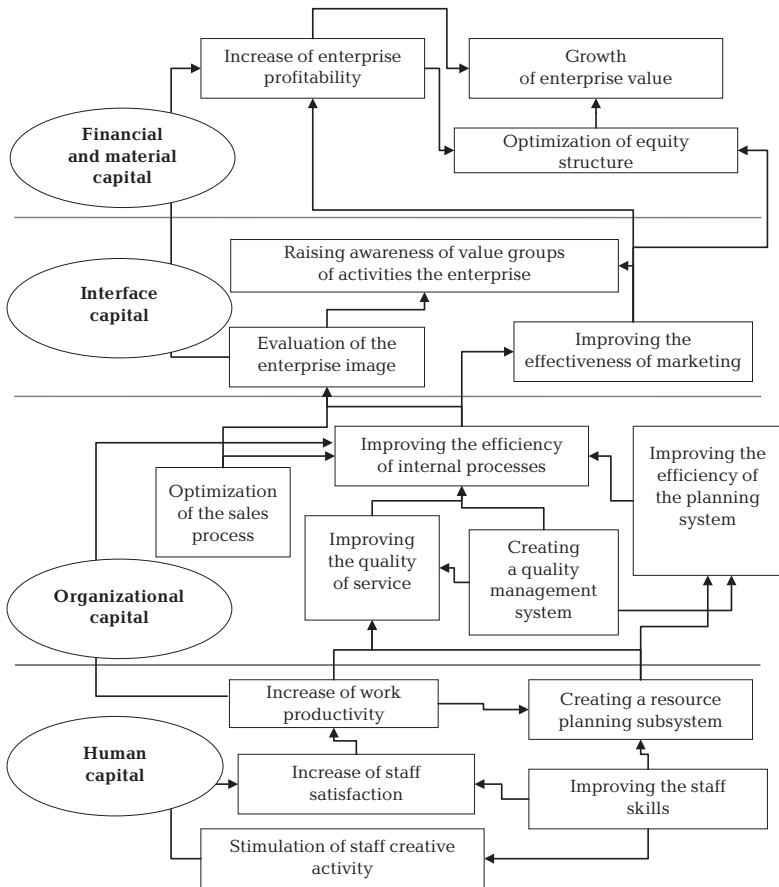 Increase of enterprise
profitability
Growth
of enterprise value
Financial
and material
capital
Optimization of equity
structure
Raising awareness of value groups
of activities the enterprise
Interface
capital
Evaluation of the
enterprise image
Improving the
effectiveness of marketing
Improving the efficiency
of internal processes
Improving the
efficiency of
the planning
system
Optimization
of the sales
process
Improving
the quality
of service
Creating
a quality
management
system
Organizational
capital
Increase of work
productivity
Creating a resource
planning subsystem
Human
capital
Increase of staff
satisfaction
Improving the staff
skills
Stimulation of staff creative
activity